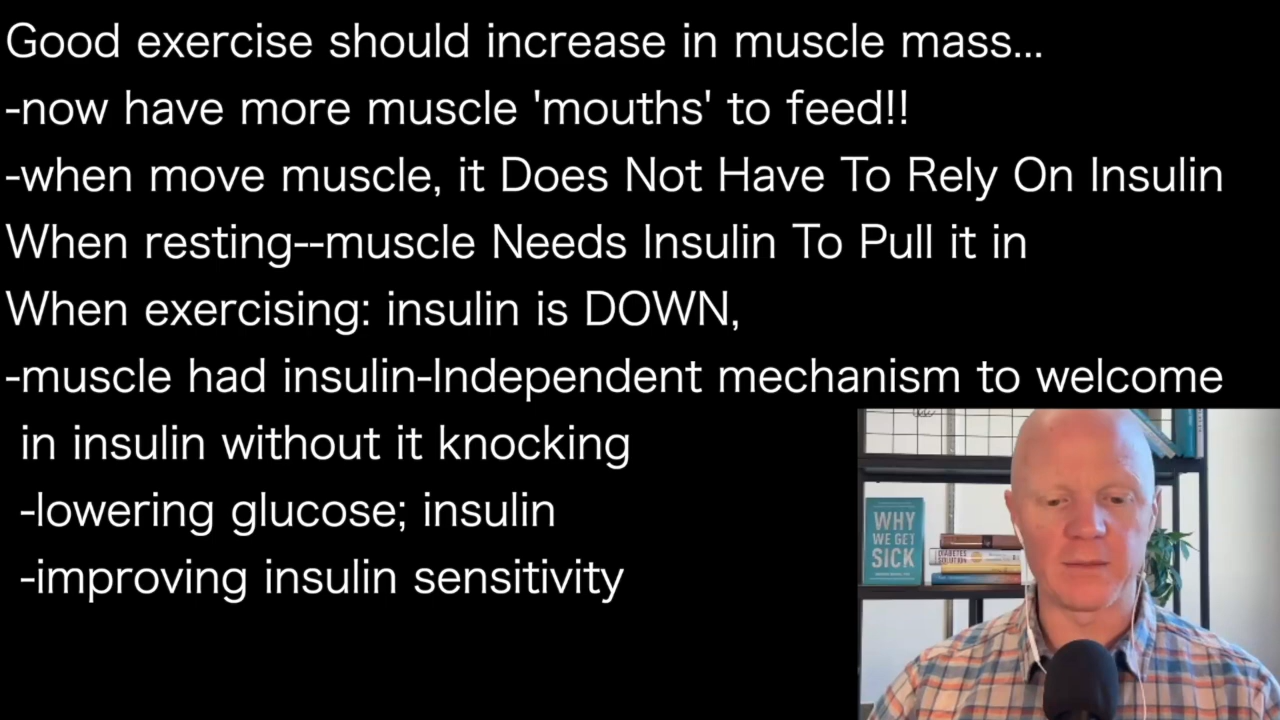 Good exercise should increase in muscle mass...
-now have more muscle 'mouths' to feed!!
-when move muscle, it Does Not Have To Rely On Insulin
When resting--muscle Needs Insulin To Pull it in
When exercising: insulin is DOWN,
-muscle had insulin-Independent mechanism to welcome
in insulin without it knocking
-lowering glucose; insulin
-improving insulin sensitivity
WHY
WE GET
SICK
DIABETES
SOLUTION